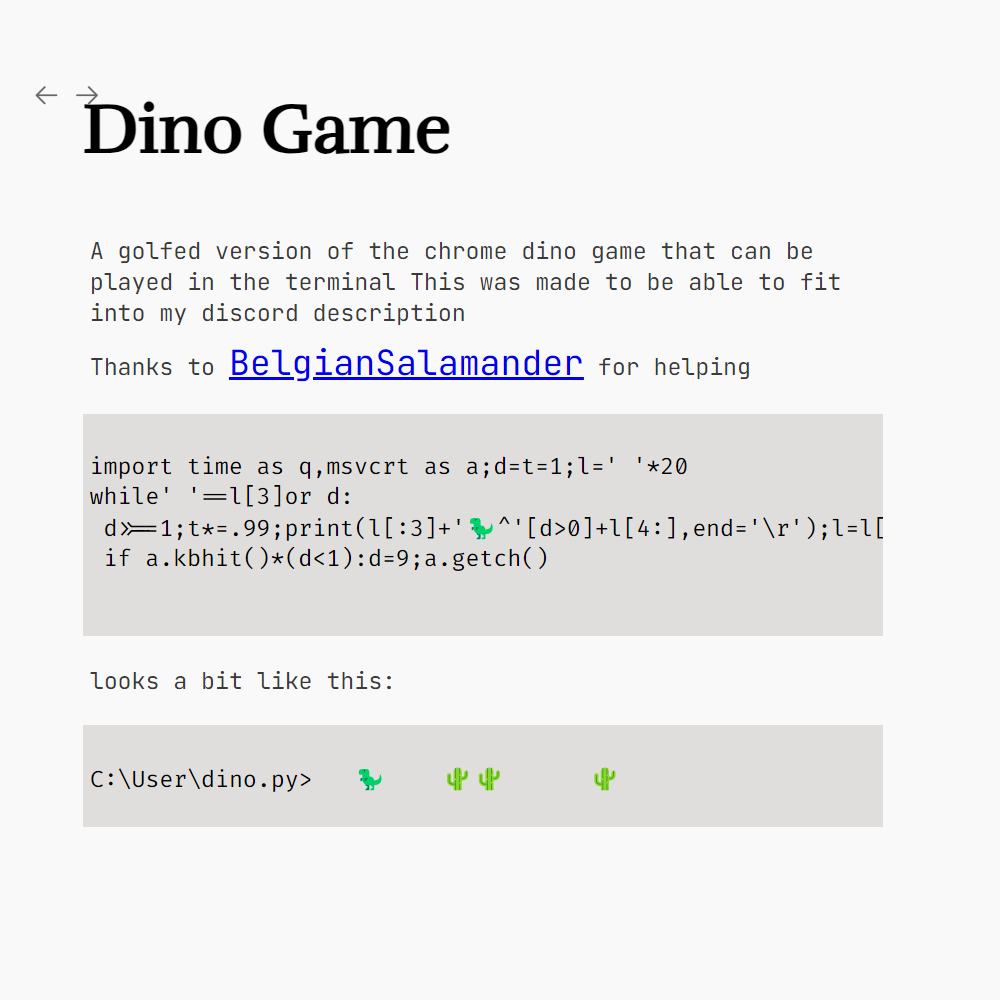 ← →
Dino Game
A golfed version of the chrome dino game that can be
played in the terminal This was made to be able to fit
into my discord description
Thanks to BelgianSalamander for helping
import time as q,msvcrt as a;d=t=1;l=' '*20
while' '==l[3]or d:
 d>>=1;t*=.99;print(l[:3]+'🦖^'[d>0]+l[4:],end='\r');l=l[
 if a.kbhit()*(d<1):d=9;a.getch()
looks a bit like this:
C:\User\dino.py>   🦖    🌵🌵      🌵